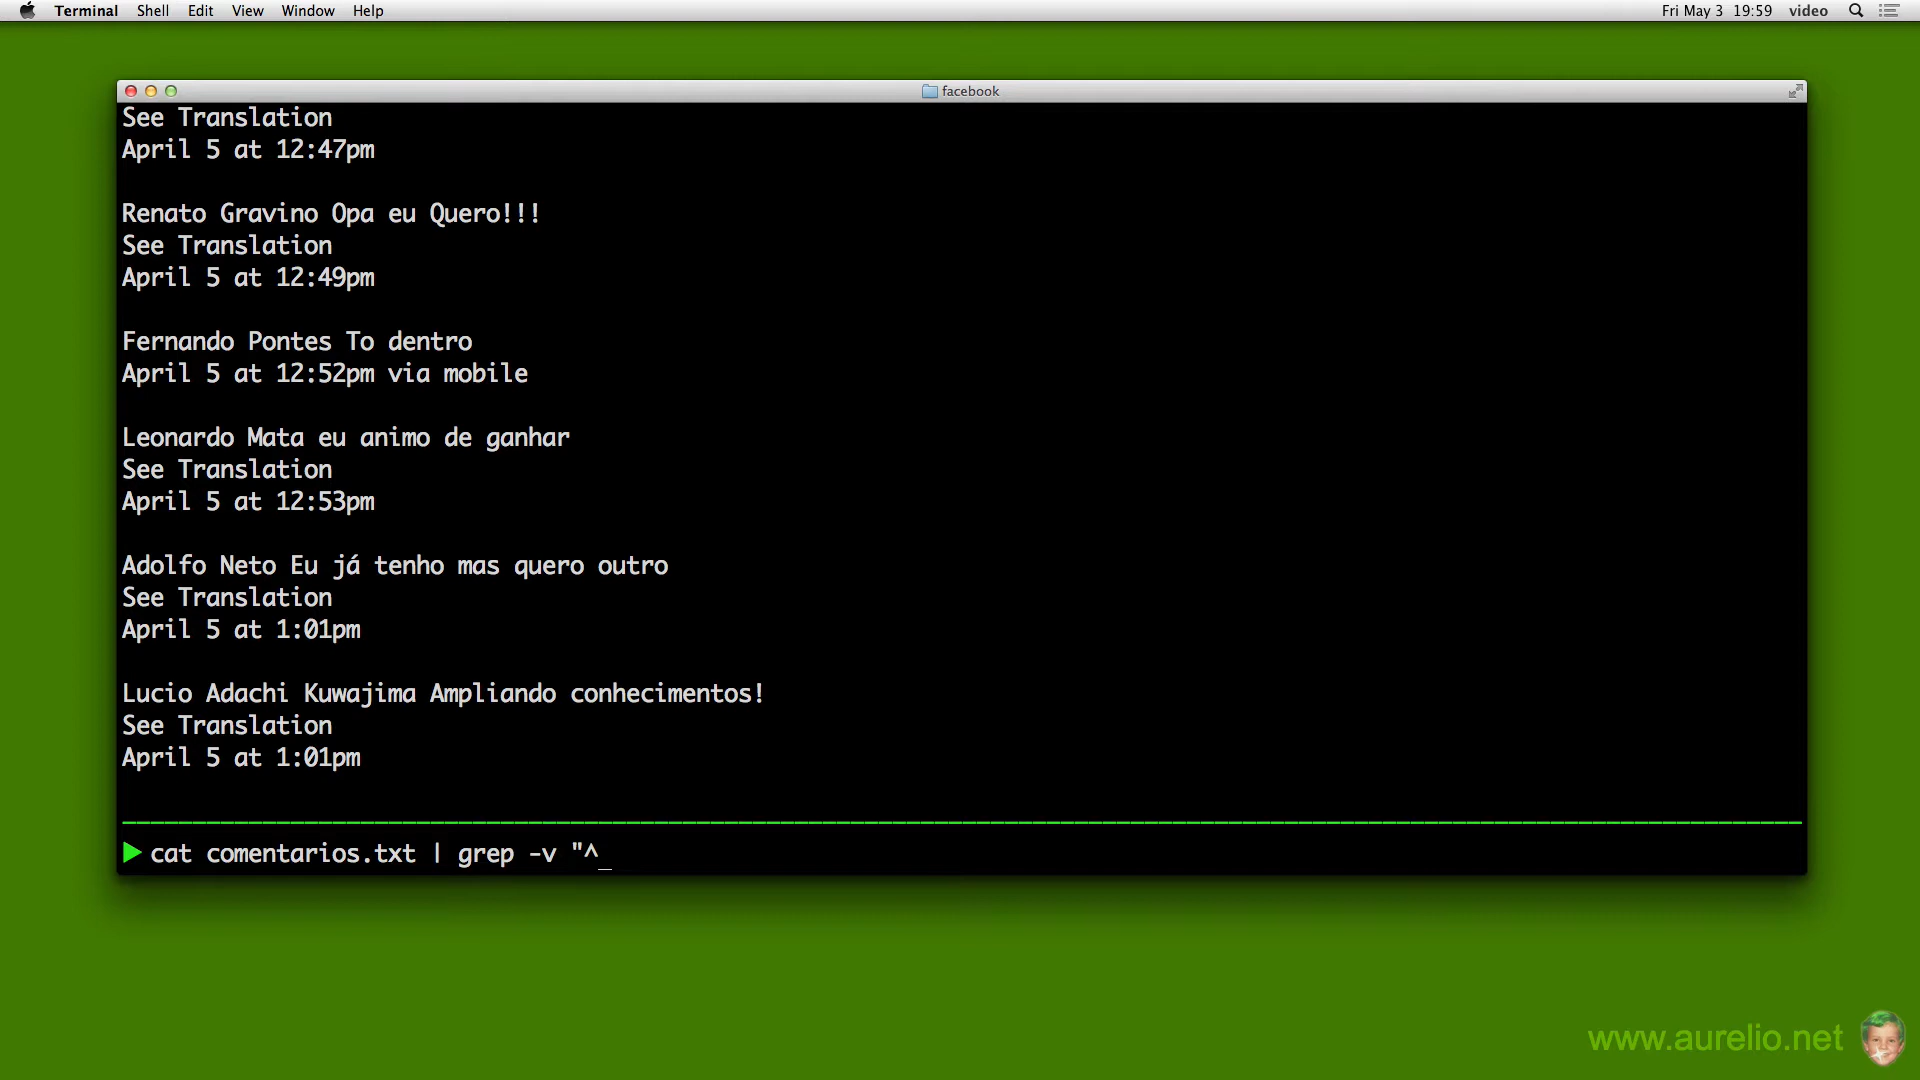 Terminal Shell Edit View Window Help Fri May 3 19:59 video
facebook
See Translation
April 5 at 12:47pm
Renato Gravino Opa eu Quero!!!
See Translation
April 5 at 12:49pm
Fernando Pontes To dentro
April 5 at 12:52pm via mobile
Leonardo Mata eu animo de ganhar
See Translation
April 5 at 12:53pm
Adolfo Neto Eu já tenho mas quero outro
See Translation
April 5 at 1:01pm
Lucio Adachi Kuwajima Ampliando conhecimentos!
See Translation
April 5 at 1:01pm
cat comentarios.txt | grep -v "^_
www.aurelio.net